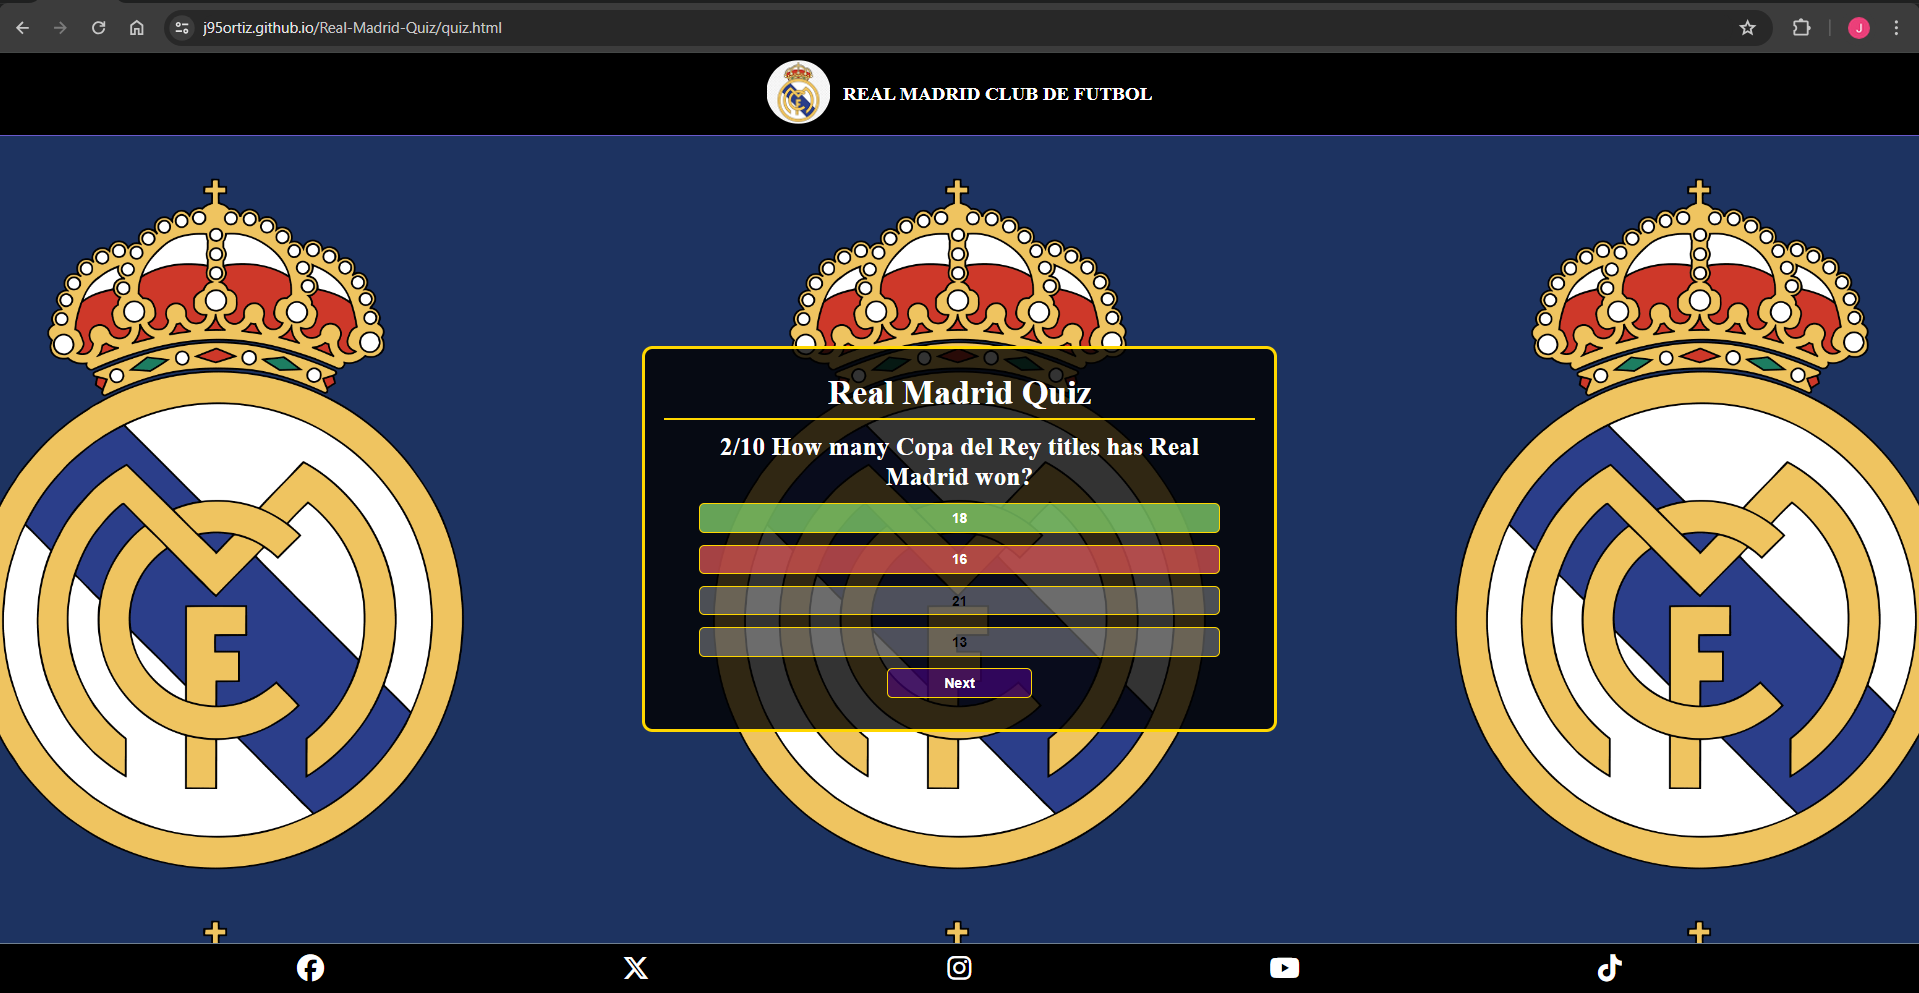 j95ortiz.github.io/Real-Madrid-Quiz/quiz.html
J
REAL MADRID CLUB DE FUTBOL
Real Madrid Quiz
2/10 How many Copa del Rey titles has Real
Madrid won?
18
16
21
13
Next